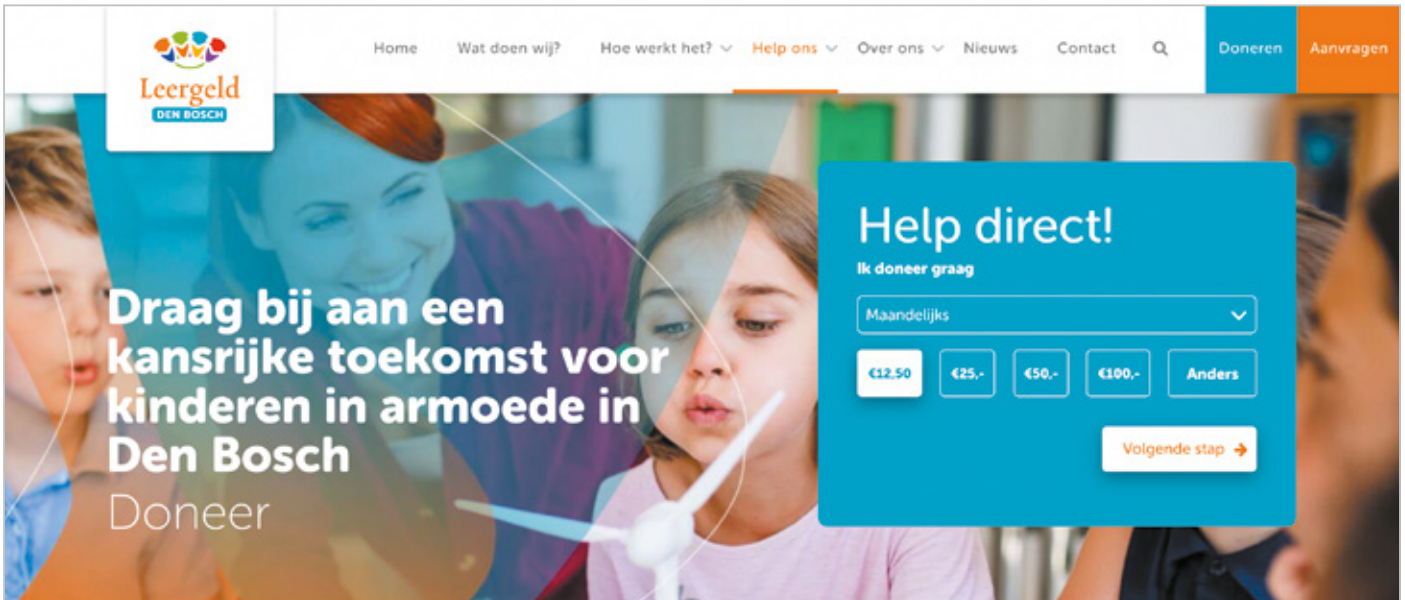 Leergeld
DEN BOSCH
Home
Wat doen wij?
Hoe werkt het?
Help ons
Over ons
Nieuws
Contact
Doneren
Aanvragen
Draag bij aan een
kansrijke toekomst voor
kinderen in armoede in
Den Bosch
Doneer
Help direct!
Ik doneer graag
Maandelijks
€12,50
€25,-
€50,-
€100,-
Anders
Volgende stap